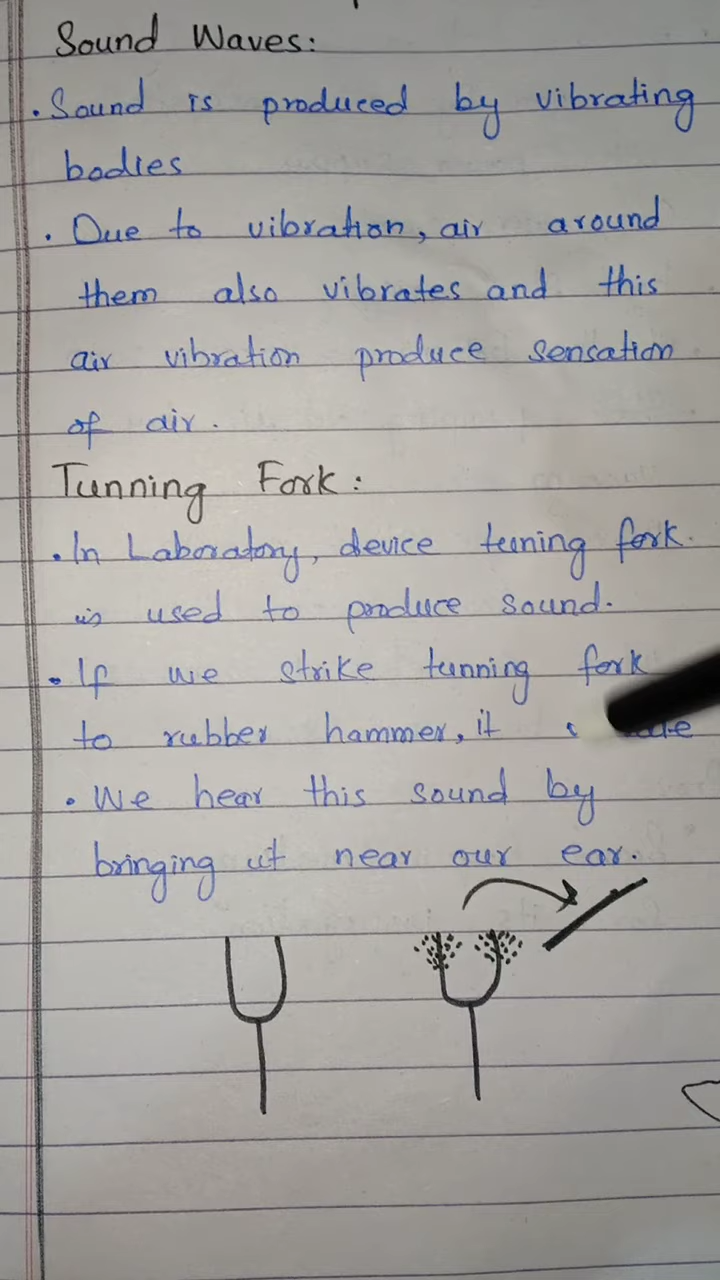 Sound Waves:
. Sound is produced by vibrating
bodies
. Due to vibration, air around
them also vibrates and this
air vibration produce sensation
of air.
Tunning Fork:
. In Laboratory, device tuning fork.
is used to produce sound.
. If we strike tunning fork
to rubber hammer, it
. We hear this sound by
bringing it near our ear.